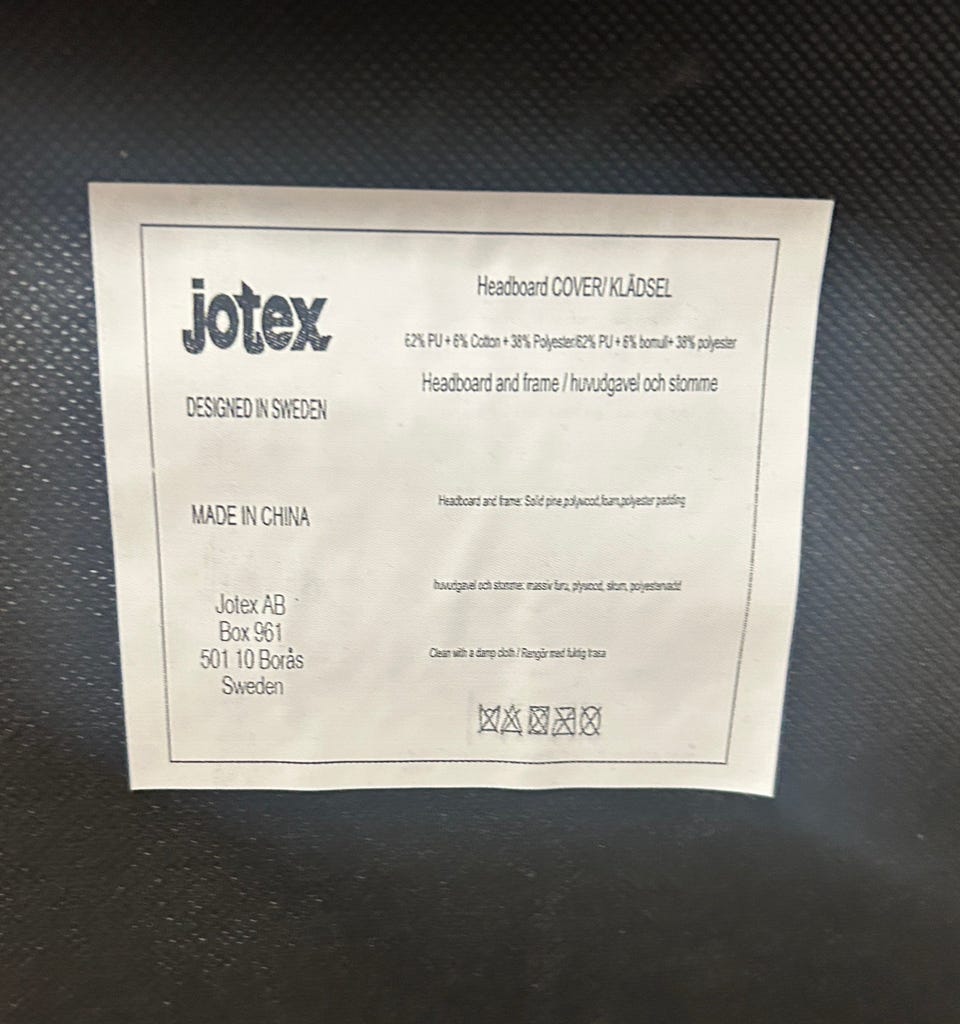 jotex
DESIGNED IN SWEDEN
MADE IN CHINA
Jotex AB
Box 961
501 10 Borås
Sweden
Headboard COVER/ KLÄDSEL
62% PU + 6% Cotton + 38% Polyester/62% PU + 6% bomull+ 38% polyester
Headboard and frame / huvudgavel och stomme
Headboard and frame: Solid pine,polywood,foam,polyester padding
huvudgavel och stomme: massiv furu, plywood, skum, polyestervadd
Clean with a damp cloth / Rengör med fuktig trasa